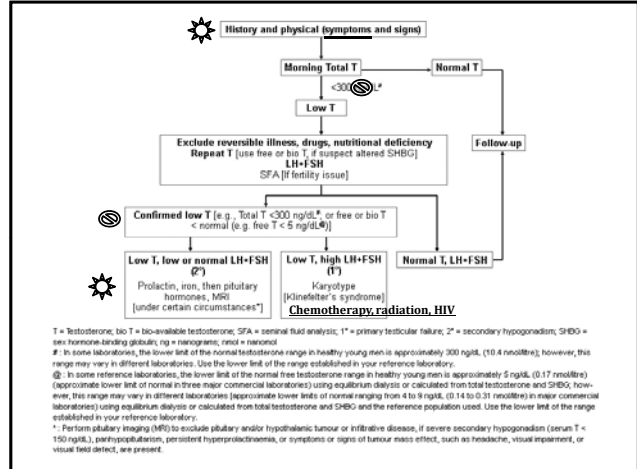 History and physical (symptoms and signs)
Morning Total T
Normal T
<300 L#
Low T
Exclude reversible illness, drugs, nutritional deficiency
Repeat T [use free or bio T, if suspect altered SHBG]
LH+FSH
SFA [If fertility issue]
Follow-up
Confirmed low T [e.g., Total T <300 ng/dL#, or free or bio T
< normal (e.g. free T < 5 ng/dL@)]
Low T, low or normal LH+FSH
(2°)
Prolactin, iron, then pituitary
hormones, MRI
[under certain circumstances*]
Low T, high LH+FSH
(1°)
Karyotype
[Klinefelter's syndrome]
Chemotherapy, radiation, HIV
Normal T, LH+FSH
T = Testosterone; bio T = bio-available testosterone; SFA = seminal fluid analysis; 1° = primary testicular failure; 2° = secondary hypogonadism; SHBG =
sex hormone-binding globulin; ng = nanograms; nmol = nanomol
# : In some laboratories, the lower limit of the normal testosterone range in healthy young men is approximately 300 ng/dL (10.4 nmol/litre); however, this
range may vary in different laboratories. Use the lower limit of the range established in your reference laboratory.
@ : In some reference laboratories, the lower limit of the normal free testosterone range in healthy young men is approximately 5 ng/dL (0.17 nmol/litre)
(approximate lower limit of normal in three major commercial laboratories) using equilibrium dialysis or calculated from total testosterone and SHBG; how-
ever, this range may vary in different laboratories [approximate lower limits of normal ranging from 4 to 9 ng/dL (0.14 to 0.31 nmol/litre) in major commercial
laboratories) using equilibrium dialysis or calculated from total testosterone and SHBG and the reference population used. Use the lower limit of the range
established in your reference laboratory.
* : Perform pituitary imaging (MRI) to exclude pituitary and/or hypothalamic tumour or infiltrative disease, if severe secondary hypogonadism (serum T <
150 ng/dL), panhypopituitarism, persistent hyperprolactinaemia, or symptoms or signs of tumour mass effect, such as headache, visual impairment, or
visual field defect, are present.